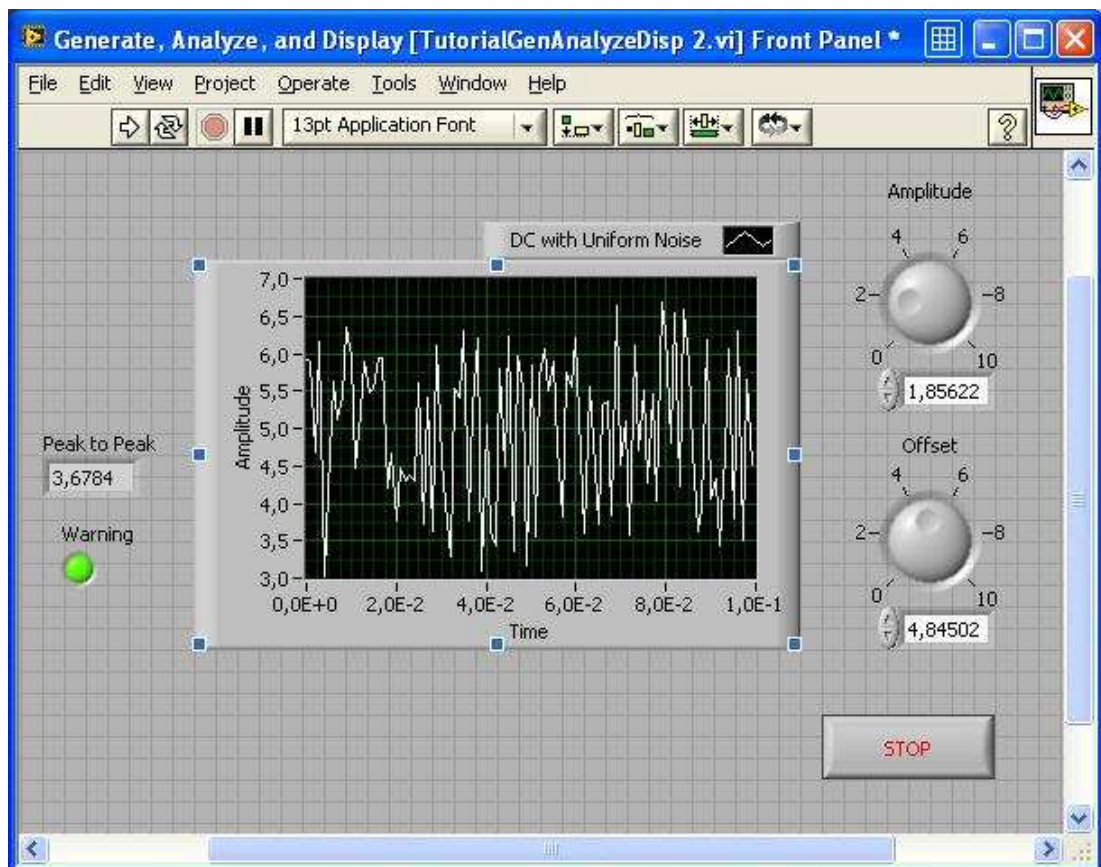 Generate, Analyze, and Display [TutorialGenAnalyzeDisp 2.vi] Front Panel *
File Edit View Project Operate Tools Window Help
13pt Application Font
?
Amplitude
0 2 4 6 8 10
1,85622
DC with Uniform Noise
7,0
6,5
6,0
5,5
5,0
4,5
4,0
3,5
3,0
Amplitude
0,0E+0 2,0E-2 4,0E-2 6,0E-2 8,0E-2 1,0E-1
Time
Peak to Peak
3,6784
Warning
Offset
0 2 4 6 8 10
4,84502
STOP